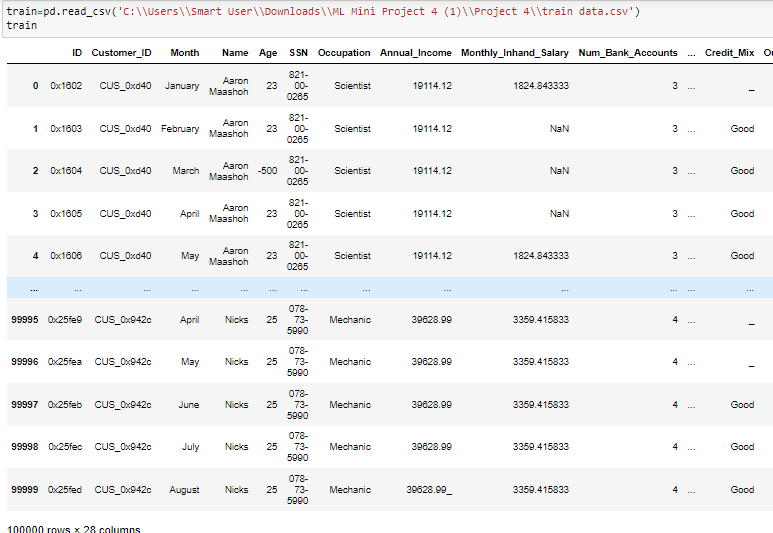 train=pd.read_csv('C:\\Users\\Smart User\\Downloads\\ML Mini Project 4 (1)\\Project 4\\train data.csv')
train
ID Customer_ID Month Name Age SSN Occupation Annual_Income Monthly_Inhand_Salary Num_Bank_Accounts ... Credit_Mix
0 0x1602 CUS_0xd40 January Aaron Maashoh 23 821-00-0265 Scientist 19114.12 1824.843333 3 ... _
1 0x1603 CUS_0xd40 February Aaron Maashoh 23 821-00-0265 Scientist 19114.12 NaN 3 ... Good
2 0x1604 CUS_0xd40 March Aaron Maashoh -500 821-00-0265 Scientist 19114.12 NaN 3 ... Good
3 0x1605 CUS_0xd40 April Aaron Maashoh 23 821-00-0265 Scientist 19114.12 NaN 3 ... Good
4 0x1606 CUS_0xd40 May Aaron Maashoh 23 821-00-0265 Scientist 19114.12 1824.843333 3 ... Good
... ... ... ... ... ... ... ... ... ... ... ... ...
99995 0x25fe9 CUS_0x942c April Nicks 25 078-73-5990 Mechanic 39628.99 3359.415833 4 ... _
99996 0x25fea CUS_0x942c May Nicks 25 078-73-5990 Mechanic 39628.99 3359.415833 4 ... _
99997 0x25feb CUS_0x942c June Nicks 25 078-73-5990 Mechanic 39628.99 3359.415833 4 ... Good
99998 0x25fec CUS_0x942c July Nicks 25 078-73-5990 Mechanic 39628.99 3359.415833 4 ... Good
99999 0x25fed CUS_0x942c August Nicks 25 078-73-5990 Mechanic 39628.99_ 3359.415833 4 ... Good
100000 rows × 28 columns